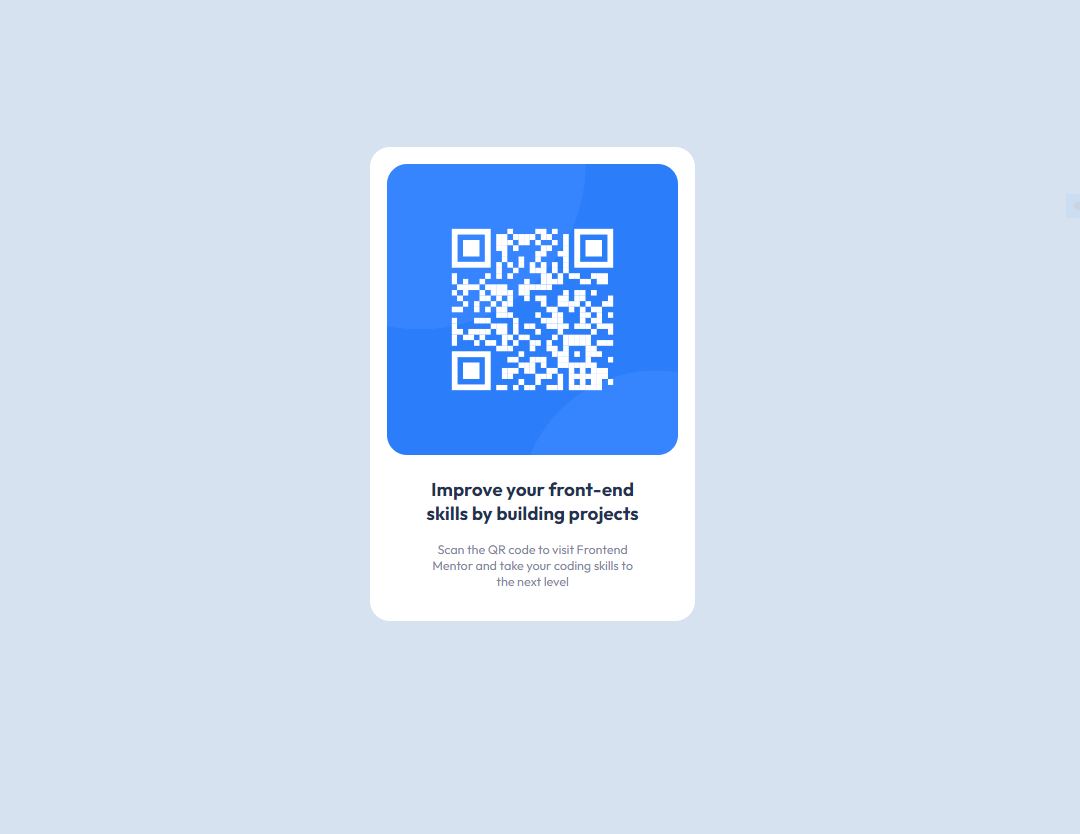 Improve your front-end
skills by building projects
Scan the QR code to visit Frontend
Mentor and take your coding skills to
the next level